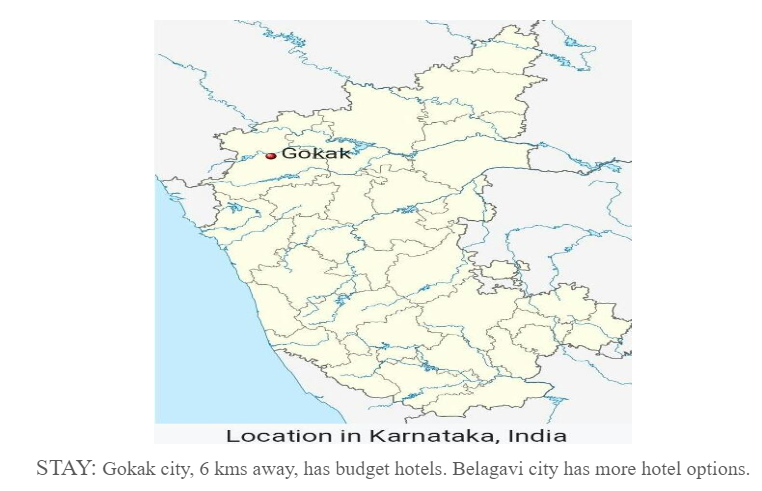 Gokak
Location in Karnataka, India
STAY: Gokak city, 6 kms away, has budget hotels. Belagavi city has more hotel options.